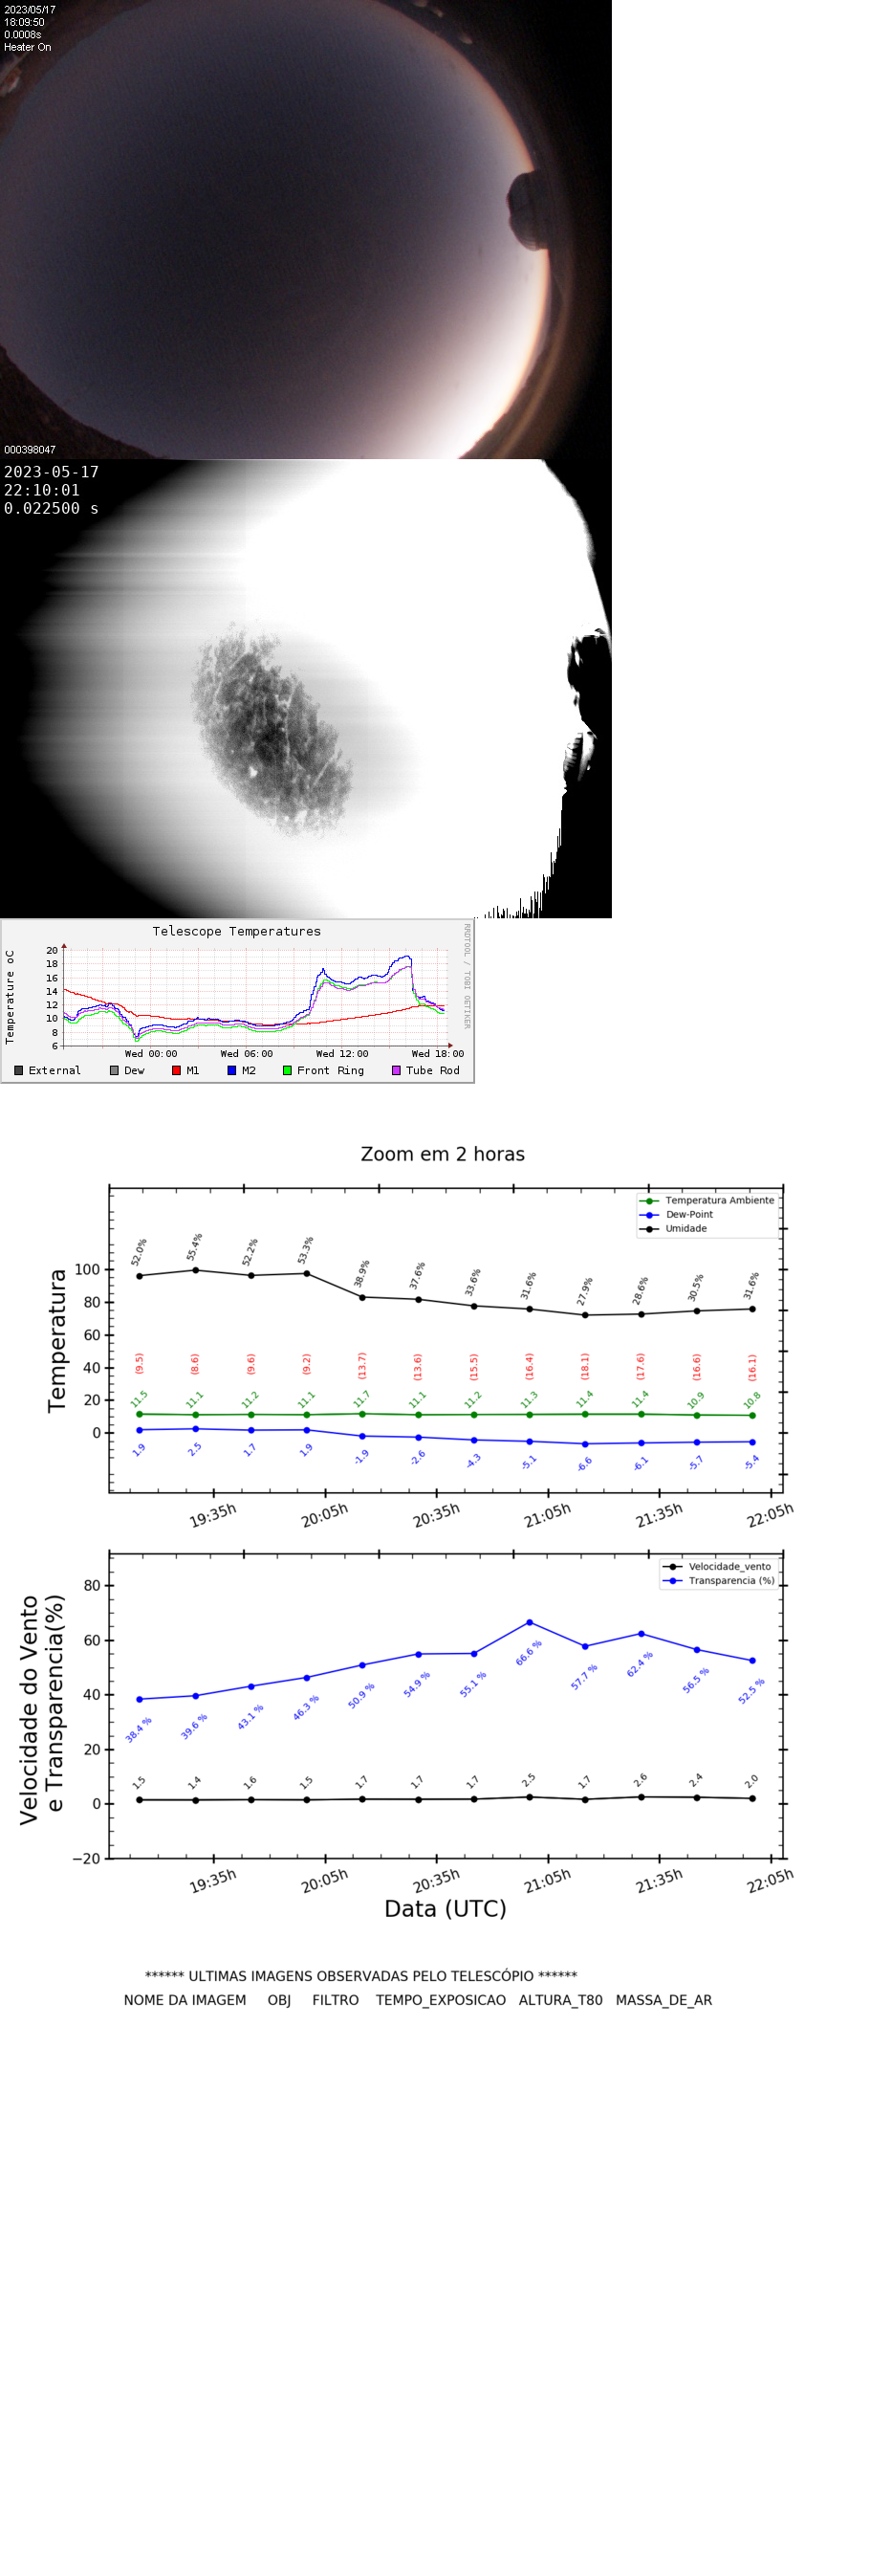 2023/05/17
18:09:50
0.0008s
Heater On
000398047
2023-05-17
22:10:01
0.022500 s
Telescope Temperatures
RRDTOOL / TOBI OETIKER
Temperature oC
20
18
16
14
12
10
8
6
Wed 00:00 Wed 06:00 Wed 12:00 Wed 18:00
External Dew M1 M2 Front Ring Tube Rod
Zoom em 2 horas
Temperatura
Temperatura Ambiente
Dew-Point
Umidade
100
80
60
40
20
0
52.0% 55.4% 52.2% 53.3% 38.9% 37.6% 33.6% 31.6% 27.9% 28.6% 30.5% 31.6%
(9.5) (8.6) (9.6) (9.2) (13.7) (13.6) (15.5) (16.4) (18.1) (17.6) (16.6) (16.1)
11.5 11.1 11.2 11.1 11.7 11.1 11.2 11.3 11.4 11.4 10.9 10.8
1.9 2.5 1.7 1.9 -1.9 -2.6 -4.3 -5.1 -6.6 -6.1 -5.7 -5.4
19:35h 20:05h 20:35h 21:05h 21:35h 22:05h
Velocidade do Vento
e Transparencia(%)
Velocidade_vento
Transparencia (%)
80
60
40
20
0
−20
38.4 % 39.6 % 43.1 % 46.3 % 50.9 % 54.9 % 55.1 % 66.6 % 57.7 % 62.4 % 56.5 % 52.5 %
1.5 1.4 1.6 1.5 1.7 1.7 1.7 2.5 1.7 2.6 2.4 2.0
19:35h 20:05h 20:35h 21:05h 21:35h 22:05h
Data (UTC)
****** ULTIMAS IMAGENS OBSERVADAS PELO TELESCÓPIO ******
NOME DA IMAGEM OBJ FILTRO TEMPO_EXPOSICAO ALTURA_T80 MASSA_DE_AR